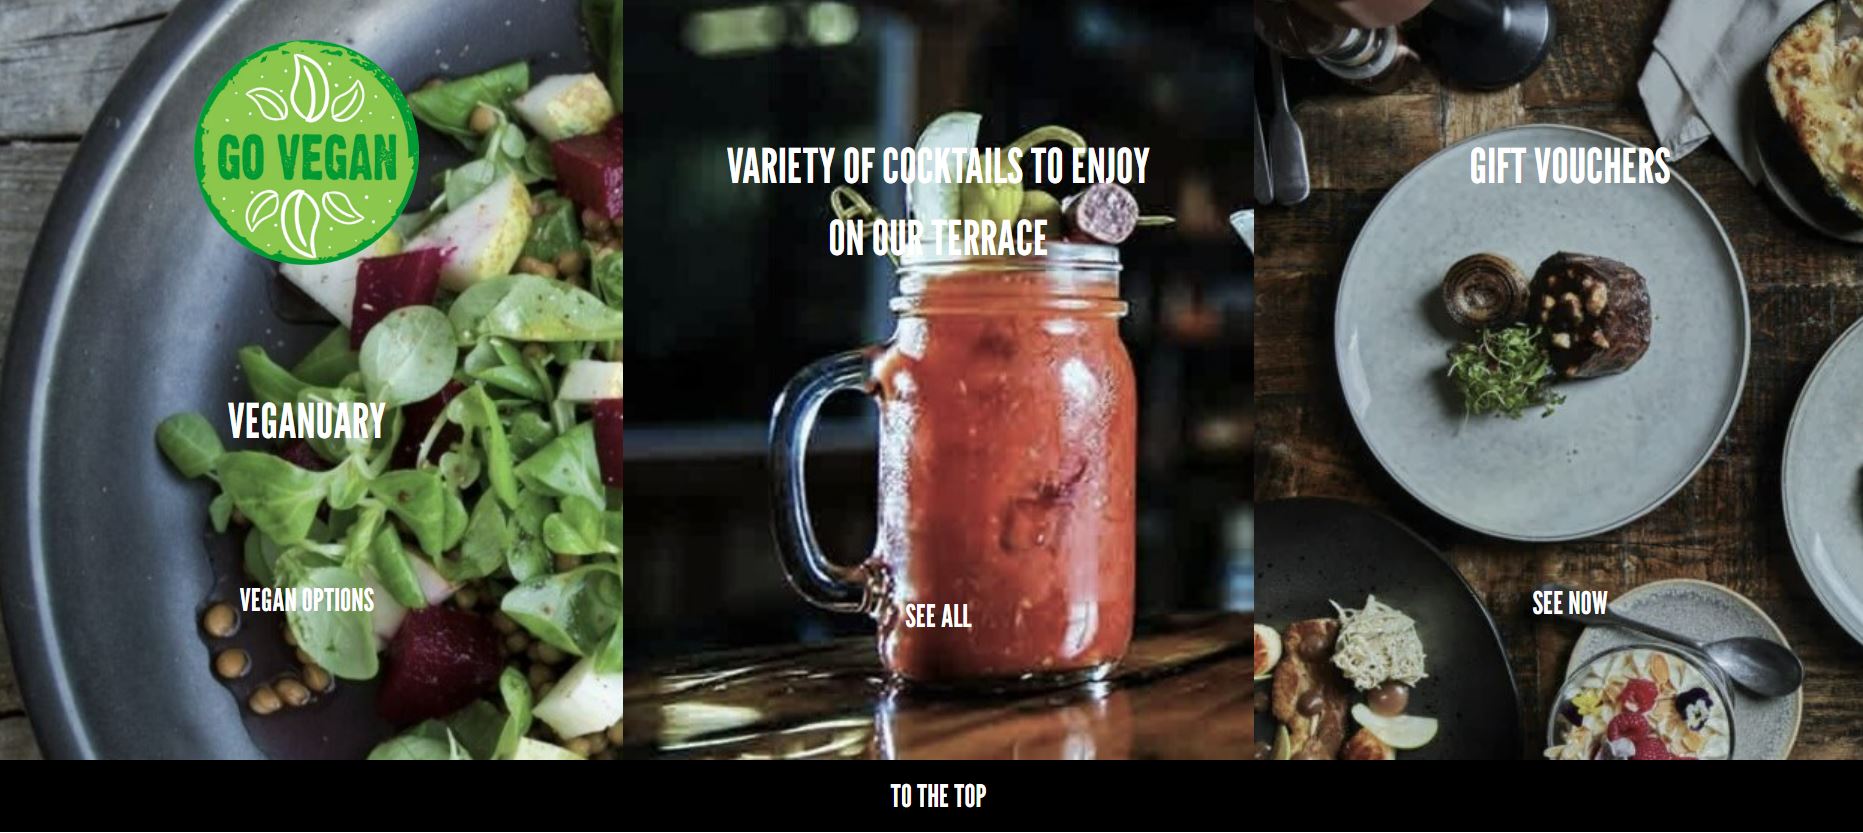 GO VEGAN
VEGANUARY
VEGAN OPTIONS
VARIETY OF COCKTAILS TO ENJOY
ON OUR TERRACE
SEE ALL
GIFT VOUCHERS
SEE NOW
TO THE TOP